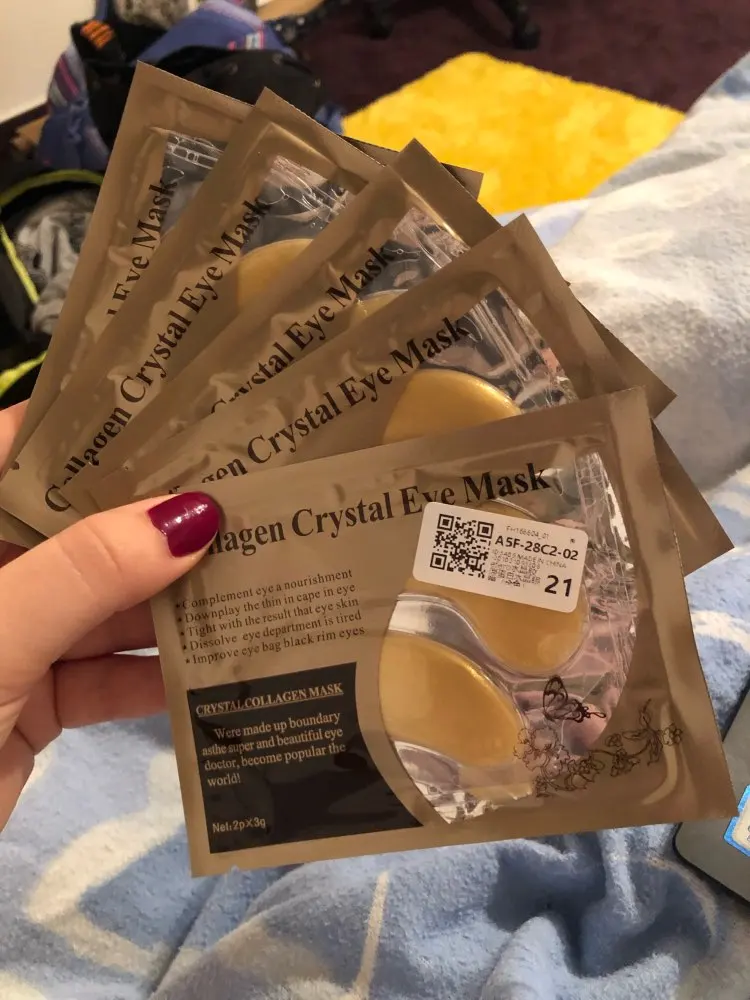 Eye Mask
Collagen Crystal Eye Mask
Crystal Eye Mask
gen Crystal Eye Mask
llagen Crystal Eye Mask
FH186604_01
A5F-28C2-02
MADE IN CHINA
21
•Complement eye a nourishment
•Downplay the thin in cape in eye
•Tight with the result that eye skin
•Dissolve eye department is tired
•Improve eye bag black rim eyes
CRYSTAL COLLAGEN MASK
Were made up boundary
asthe super and beautiful eye
doctor, become popular the
world!
Net:2p×3g